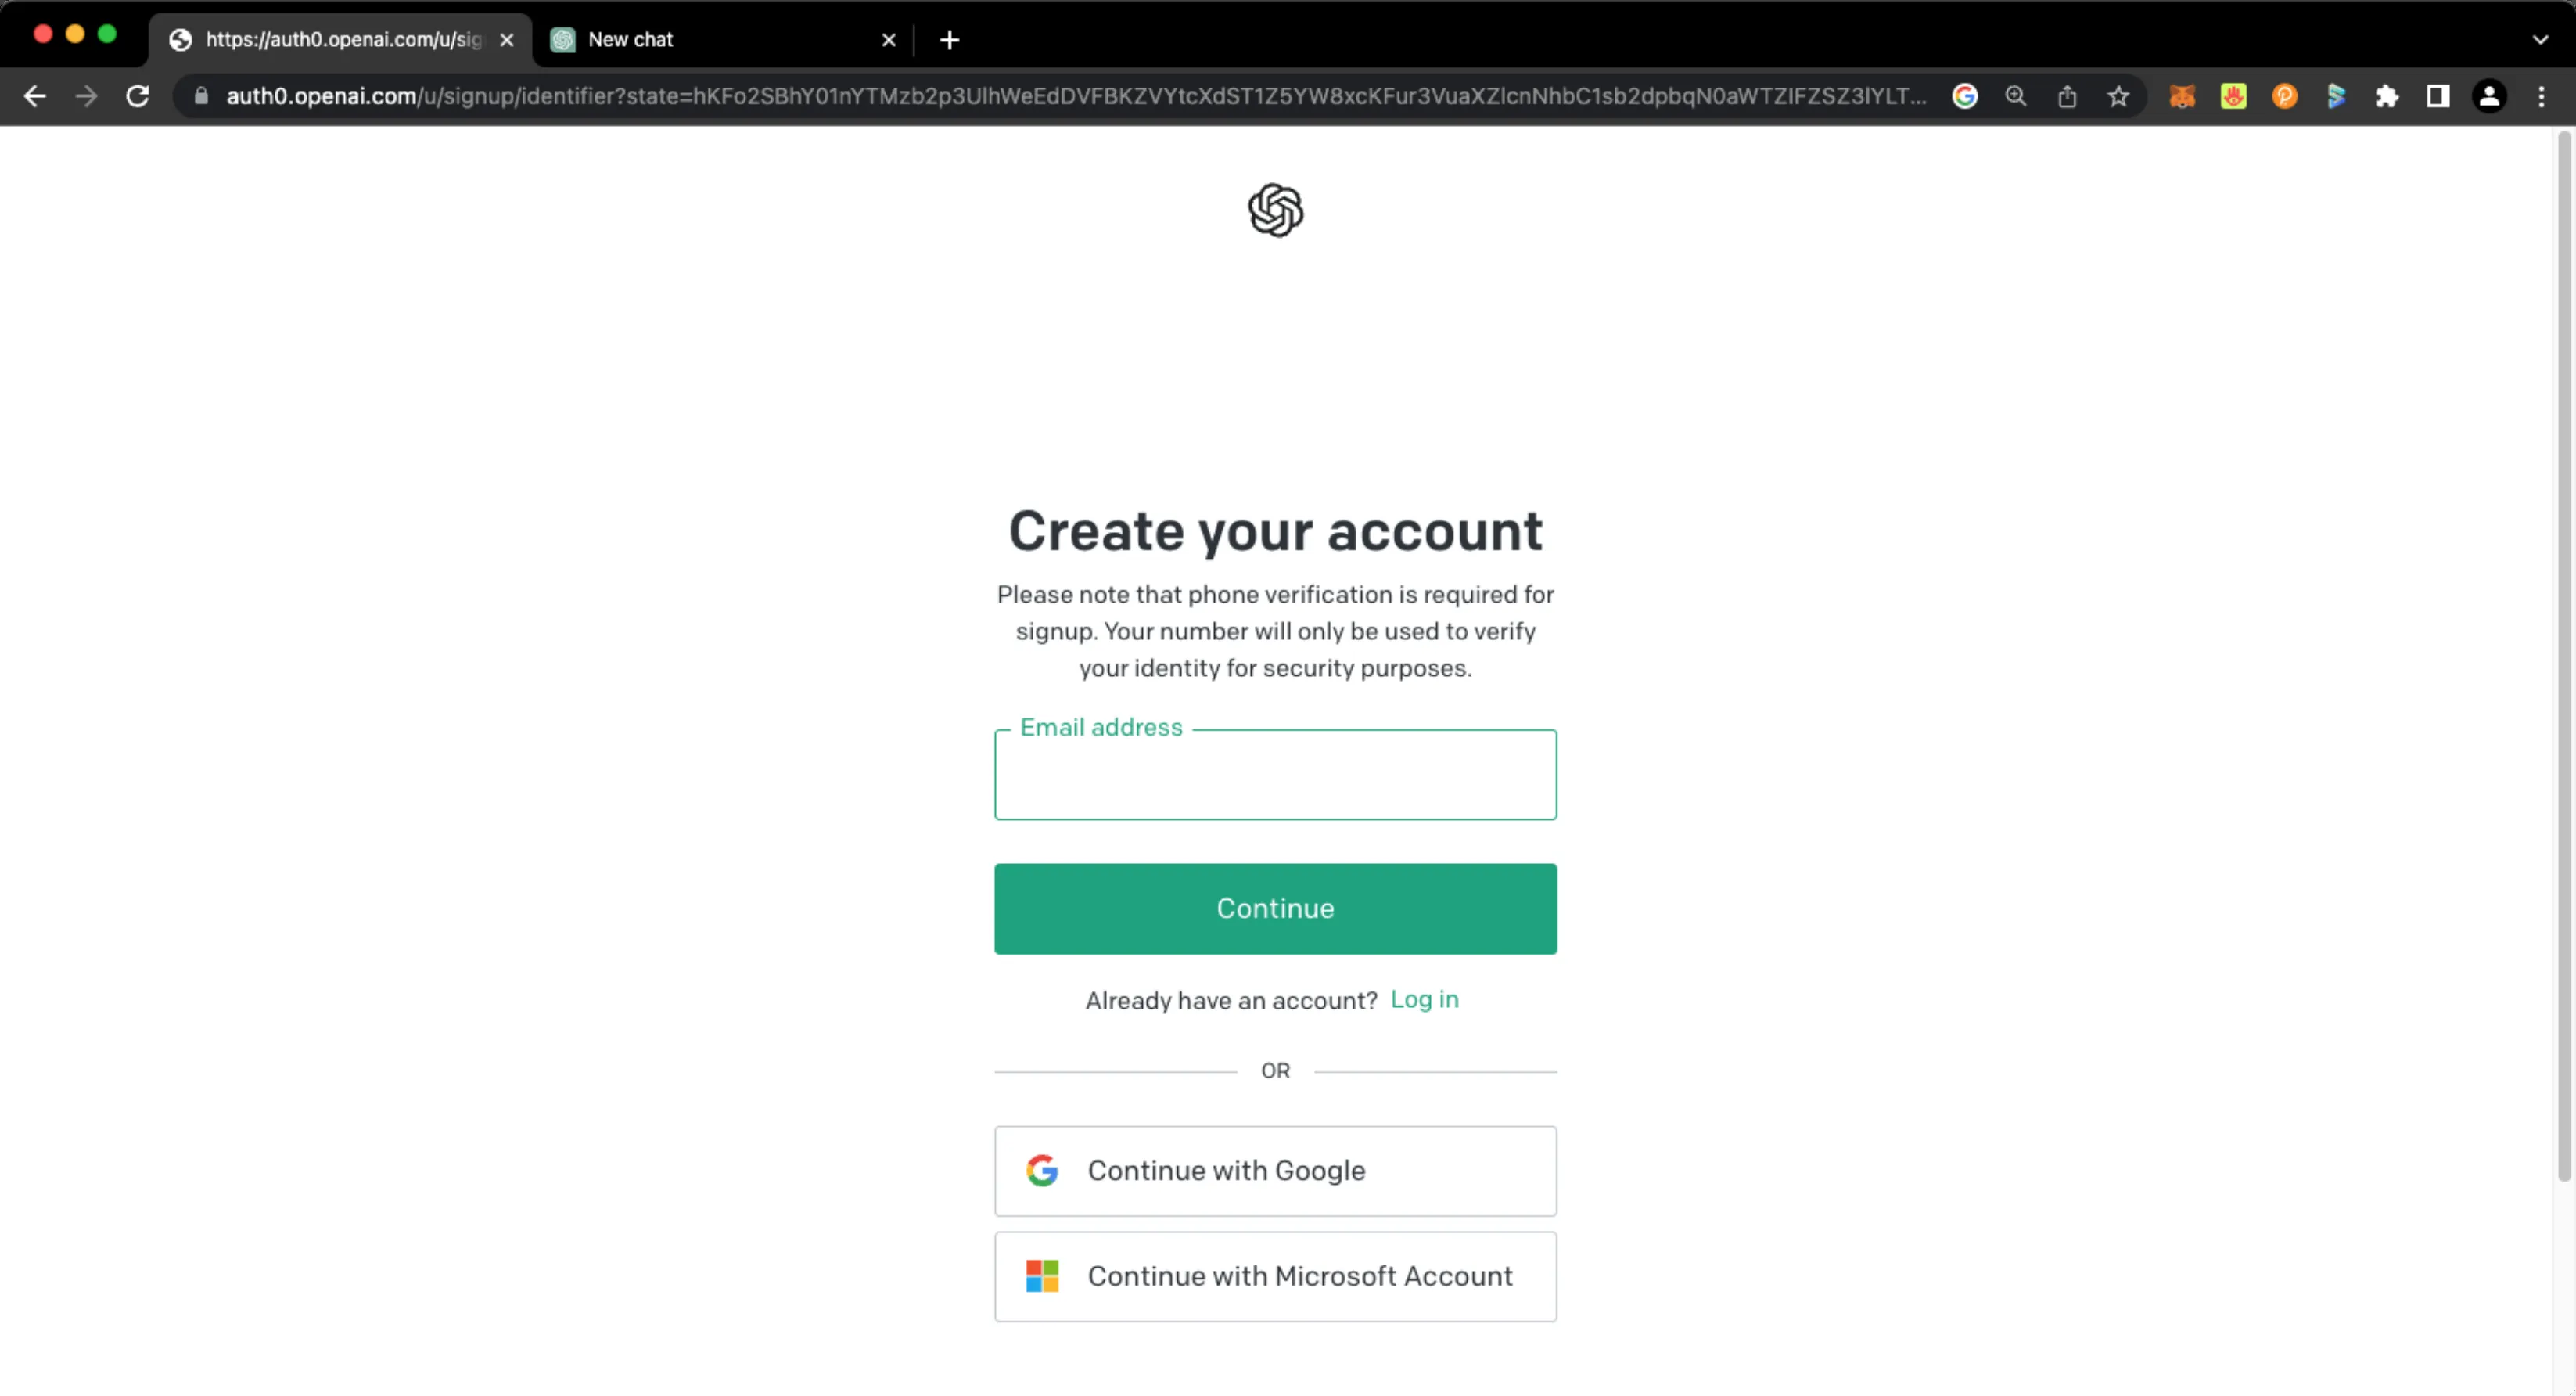 https://auth0.openai.com/u/sig
New chat
auth0.openai.com/u/signup/identifier?state=hKFo2SBhY01nYTMzb2p3UlhWeEdDVFBKZVYtcXdST1Z5YW8xcKFur3VuaXZlcnNhbC1sb2dpbqN0aWTZIFZSZ3lYLT...
Create your account
Please note that phone verification is required for
signup. Your number will only be used to verify
your identity for security purposes.
Email address
Continue
Already have an account? Log in
OR
Continue with Google
Continue with Microsoft Account